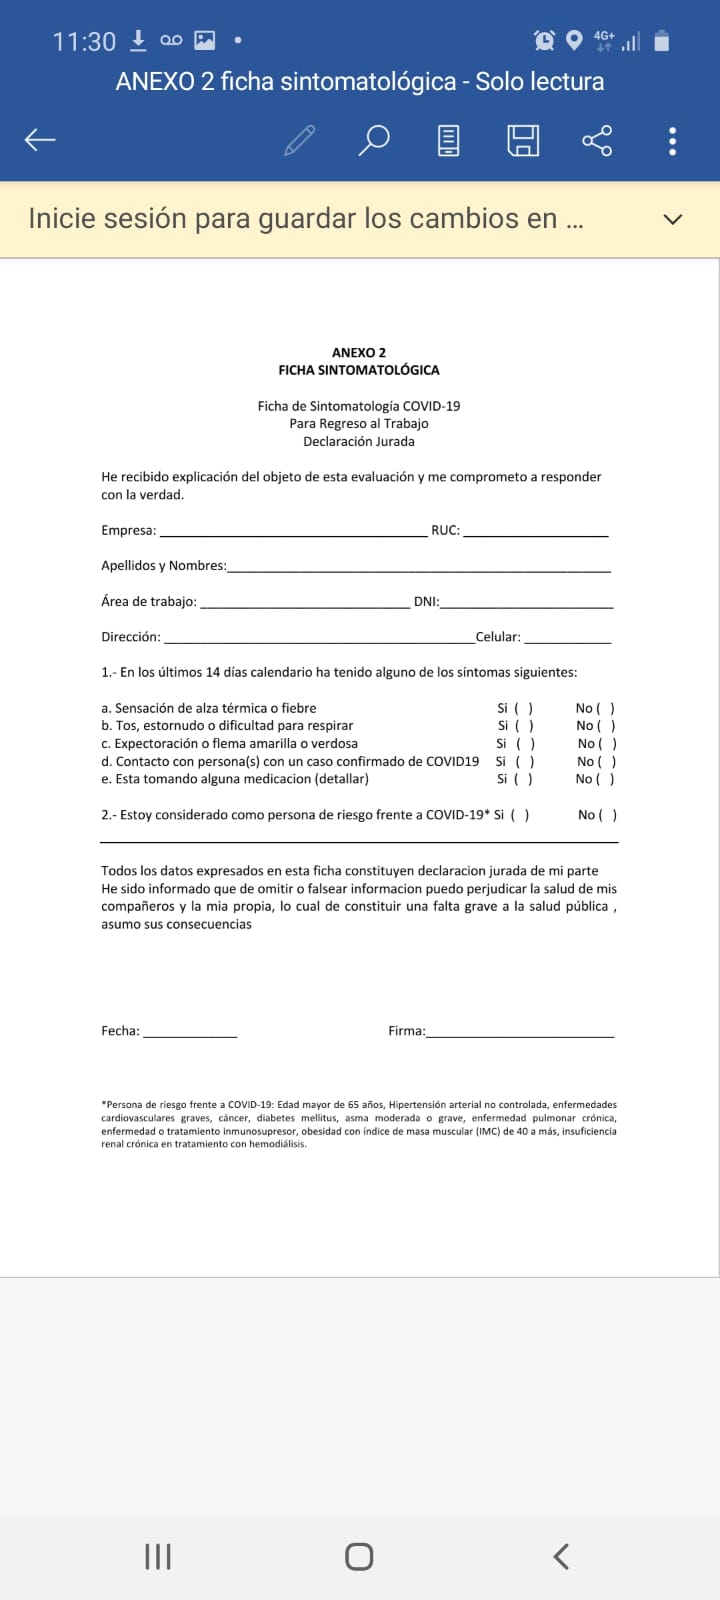 11:30
4G+
ANEXO 2 ficha sintomatológica - Solo lectura
Inicie sesión para guardar los cambios en ...
ANEXO 2
FICHA SINTOMATOLÓGICA
Ficha de Sintomatología COVID-19
Para Regreso al Trabajo
Declaración Jurada
He recibido explicación del objeto de esta evaluación y me comprometo a responder
con la verdad.
Empresa: ______________________________ RUC: ________________
Apellidos y Nombres:___________________________________________
Área de trabajo: ________________________ DNI:____________________
Dirección: ___________________________________Celular: __________
1.- En los últimos 14 días calendario ha tenido alguno de los síntomas siguientes:
a. Sensación de alza térmica o fiebre Si ( ) No ( )
b. Tos, estornudo o dificultad para respirar Si ( ) No ( )
c. Expectoración o flema amarilla o verdosa Si ( ) No ( )
d. Contacto con persona(s) con un caso confirmado de COVID19 Si ( ) No ( )
e. Esta tomando alguna medicacion (detallar) Si ( ) No ( )
2.- Estoy considerado como persona de riesgo frente a COVID-19* Si ( ) No ( )
Todos los datos expresados en esta ficha constituyen declaracion jurada de mi parte
He sido informado que de omitir o falsear informacion puedo perjudicar la salud de mis
compañeros y la mia propia, lo cual de constituir una falta grave a la salud pública ,
asumo sus consecuencias
Fecha: ___________ Firma:______________________
*Persona de riesgo frente a COVID-19: Edad mayor de 65 años, Hipertensión arterial no controlada, enfermedades
cardiovasculares graves, cáncer, diabetes mellitus, asma moderada o grave, enfermedad pulmonar crónica,
enfermedad o tratamiento inmunosupresor, obesidad con índice de masa muscular (IMC) de 40 a más, insuficiencia
renal crónica en tratamiento con hemodiálisis.